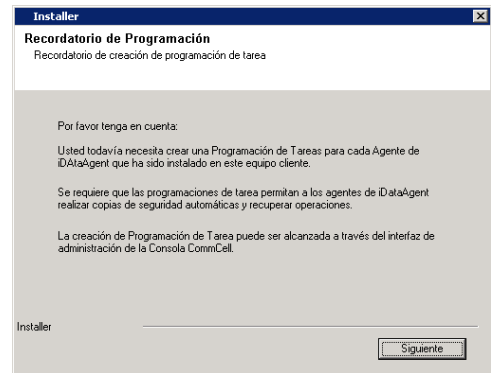 Installer
Recordatorio de Programación
Recordatorio de creación de programación de tarea
Por favor tenga en cuenta:
Usted todavía necesita crear una Programación de Tareas para cada Agente de
iDAtaAgent que ha sido instalado en este equipo cliente.
Se requiere que las programaciones de tarea permitan a los agentes de iDataAgent
realizar copias de seguridad automáticas y recuperar operaciones.
La creación de Programación de Tarea puede ser alcanzada a través del interfaz de
administración de la Consola CommCell.
Installer
Siguiente